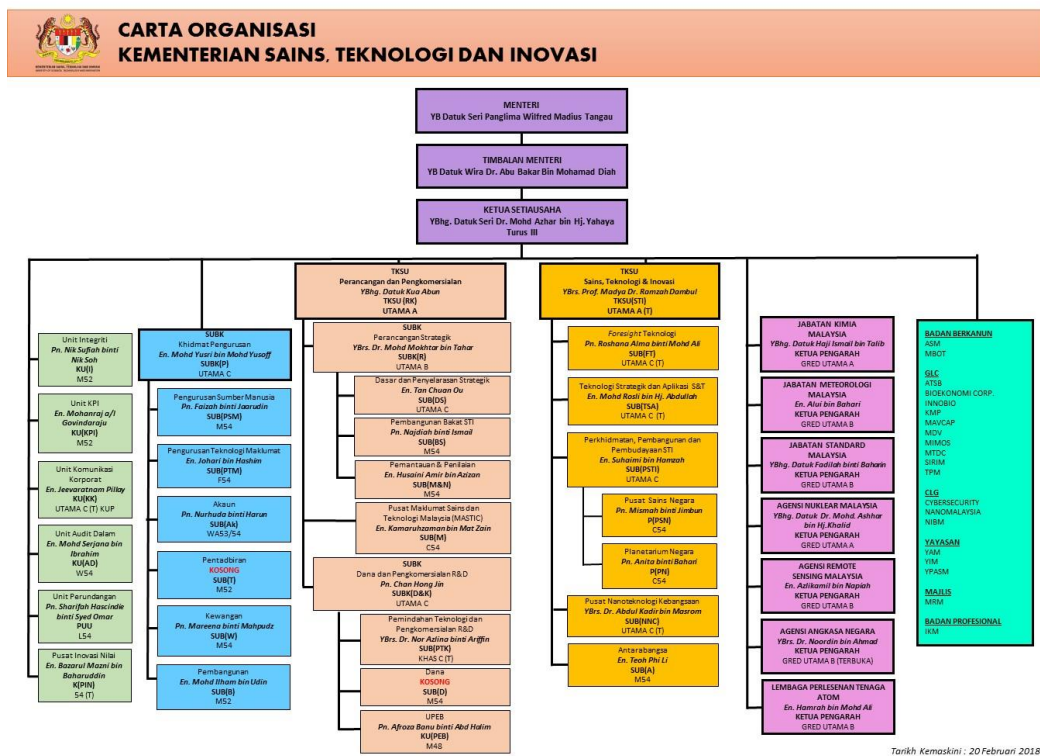 CARTA ORGANISASI
KEMENTERIAN SAINS, TEKNOLOGI DAN INOVASI
MENTERI
YB Datuk Seri Panglima Wilfred Madius Tangau
TIMBALAN MENTERI
YB Datuk Wira Dr. Abu Bakar Bin Mohamad Diah
KETUA SETIAUSAHA
YBhg. Datuk Seri Dr. Mohd Azhar bin Hj. Yahaya
Turus III
Unit Integriti
Pn. Nik Sufiah binti
Nik Soh
KU(I)
M52
Unit KPI
En. Mohanraj a/l
Govindaraju
KU(KPI)
M52
Unit Komunikasi
Korporat
En. Jeevaratnam Pillay
KU(KK)
UTAMA C (T) KUP
Unit Audit Dalam
En. Mohd Serjana bin
Ibrahim
KU(AD)
W54
Unit Perundangan
Pn. Sharifah Hascindie
binti Syed Omar
PUU
L54
Pusat Inovasi Nilai
En. Bazarul Mazni bin
Baharuddin
K(PIN)
54 (T)
SUBK
Khidmat Pengurusan
En. Mohd Yusri bin Mohd Yusoff
SUBK(P)
UTAMA C
Pengurusan Sumber Manusia
Pn. Faizah binti Jaarudin
SUB(PSM)
M54
Pengurusan Teknologi Maklumat
En. Johari bin Hashim
SUB(PTM)
F54
Akaun
Pn. Nurhuda binti Harun
SUB(Ak)
WA53/54
Pentadbiran
KOSONG
SUB(T)
M52
Kewangan
Pn. Mareena binti Mahpudz
SUB(W)
M54
Pembangunan
En. Mohd Ilham bin Udin
SUB(B)
M52
TKSU
Perancangan dan Pengkomersialan
YBhg. Datuk Kua Abun
TKSU (RK)
UTAMA A
SUBK
Perancangan Strategik
YBrs. Dr. Mohd Mokhtar bin Tahar
SUBK(R)
UTAMA B
Dasar dan Penyelarasan Strategik
En. Tan Chuan Ou
SUB(DS)
UTAMA C
Pembangunan Bakat STI
Pn. Najdiah binti Ismail
SUB(BS)
M54
Pemantauan & Penilaian
En. Husaini Amir bin Azizan
SUB(M&N)
M54
Pusat Maklumat Sains dan
Teknologi Malaysia (MASTIC)
En. Kamaruhzaman bin Mat Zain
SUB(M)
C54
SUBK
Dana dan Pengkomersialan R&D
Pn. Chan Hong Jin
SUBK(D&K)
UTAMA C
Pemindahan Teknologi dan
Pengkomersialan R&D
YBrs. Dr. Nor Azlina binti Ariffin
SUB(PTK)
KHAS C (T)
Dana
KOSONG
SUB(D)
M54
UPEB
Pn. Afroza Banu binti Abd Halim
KU(PEB)
M48
TKSU
Sains, Teknologi & Inovasi
YBrs. Prof. Madya Dr. Ramzah Dambul
TKSU(STI)
UTAMA A (T)
Foresight Teknologi
Pn. Roshana Alma binti Mohd Ali
SUB(FT)
UTAMA C (T)
Teknologi Strategik dan Aplikasi S&T
En. Mohd Rosli bin Hj. Abdullah
SUB(TSA)
UTAMA C (T)
Perkhidmatan, Pembangunan dan
Pembudayaan STI
En. Suhaimi bin Hamzah
SUB(PSTI)
UTAMA C
Pusat Sains Negara
Pn. Mismah binti Jimbun
P(PSN)
C54
Planetarium Negara
Pn. Anita binti Bahari
P(PN)
C54
Pusat Nanoteknologi Kebangsaan
YBrs. Dr. Abdul Kadir bin Masrom
SUB(NNC)
UTAMA C (T)
Antarabangsa
En. Teoh Phi Li
SUB(A)
M54
JABATAN KIMIA
MALAYSIA
YBhg. Datuk Haji Ismail bin Talib
KETUA PENGARAH
GRED UTAMA A
JABATAN METEOROLOGI
MALAYSIA
En. Alui bin Bahari
KETUA PENGARAH
GRED UTAMA B
JABATAN STANDARD
MALAYSIA
YBhg. Datuk Fadilah binti Baharin
KETUA PENGARAH
GRED UTAMA B
AGENSI NUKLEAR MALAYSIA
YBhg. Datuk Dr. Mohd. Ashhar
bin Hj.Khalid
KETUA PENGARAH
GRED UTAMA A
AGENSI REMOTE
SENSING MALAYSIA
En. Azlikamil bin Napiah
KETUA PENGARAH
GRED UTAMA B
AGENSI ANGKASA NEGARA
YBrs. Dr. Noordin bin Ahmad
KETUA PENGARAH
GRED UTAMA B (TERBUKA)
LEMBAGA PERLESENAN TENAGA
ATOM
En. Hamrah bin Mohd Ali
KETUA PENGARAH
GRED UTAMA B
BADAN BERKANUN
ASM
MBOT
GLC
ATSB
BIOEKONOMI CORP.
INNOBIO
KMP
MAVCAP
MDV
MIMOS
MTDC
SIRIM
TPM
CLG
CYBERSECURITY
NANOMALAYSIA
NIBM
YAYASAN
YAM
YIM
YPASM
MAJLIS
MRM
BADAN PROFESIONAL
IKM
Tarikh Kemaskini : 20 Februari 2018